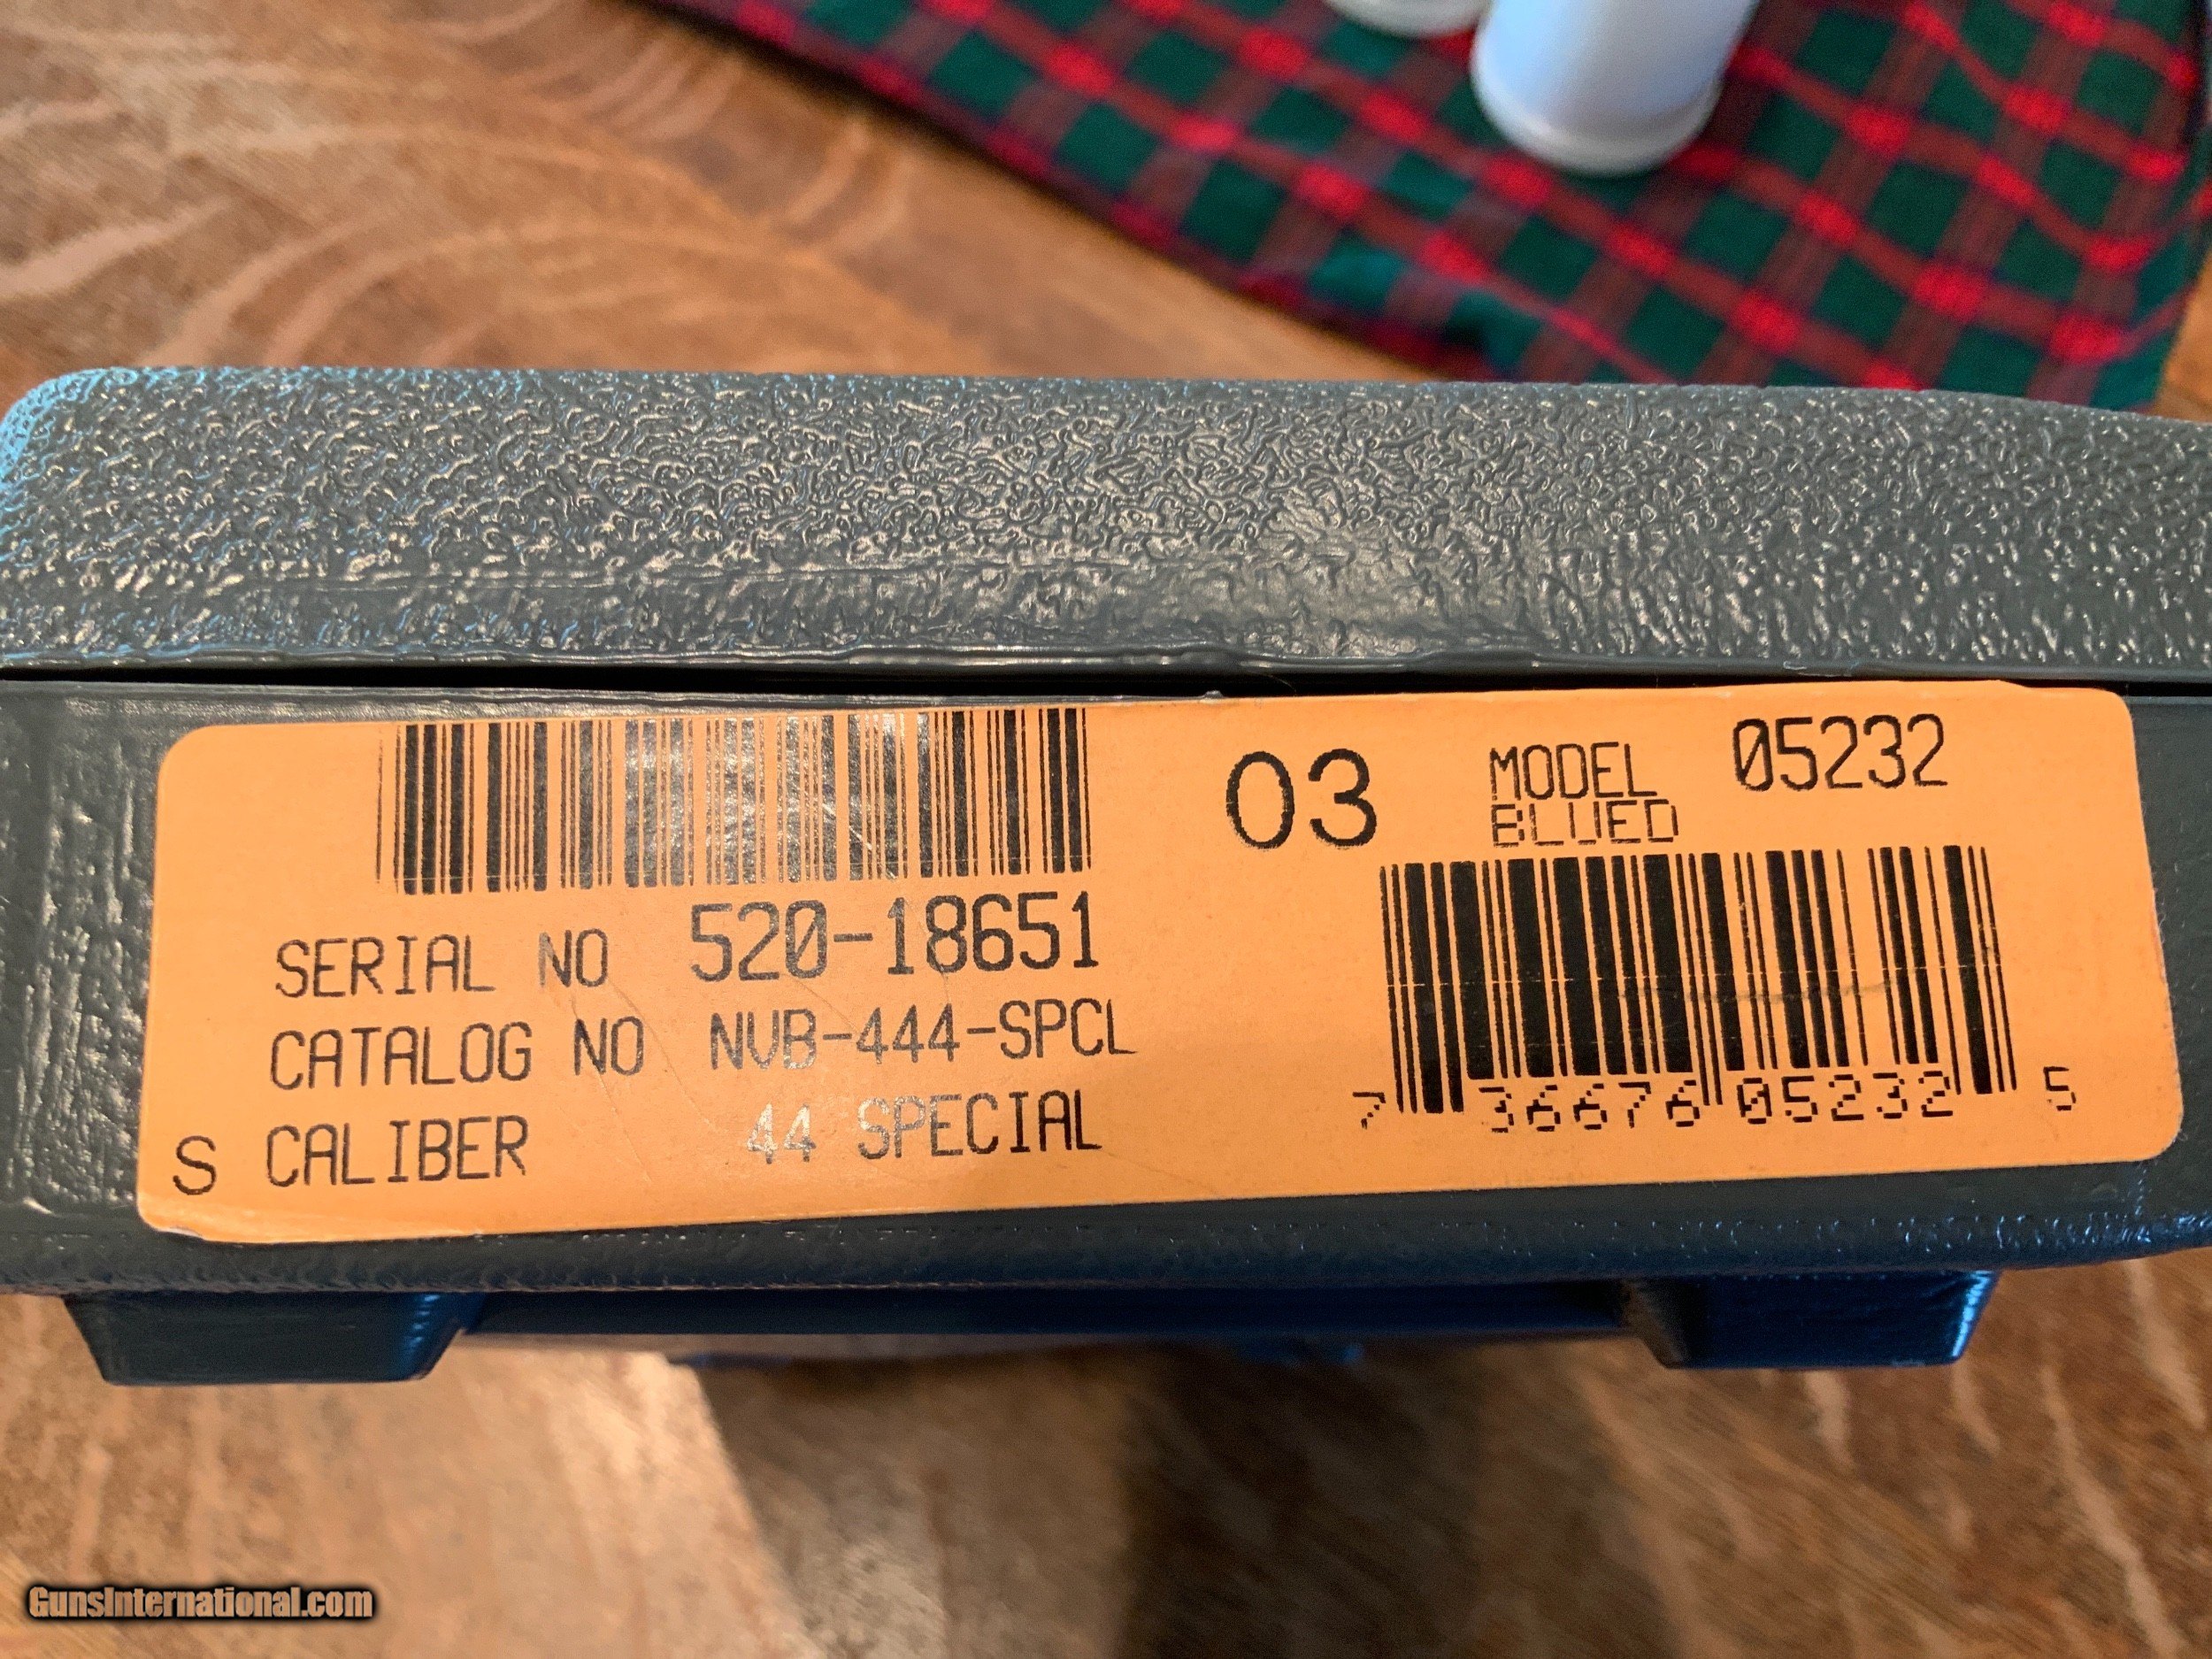 03 MODEL 05232
BLUED
SERIAL NO 520-18651
CATALOG NO NVB-444-SPCL
S CALIBER 44 SPECIAL
7 36676 05232 5
GunsInternational.com